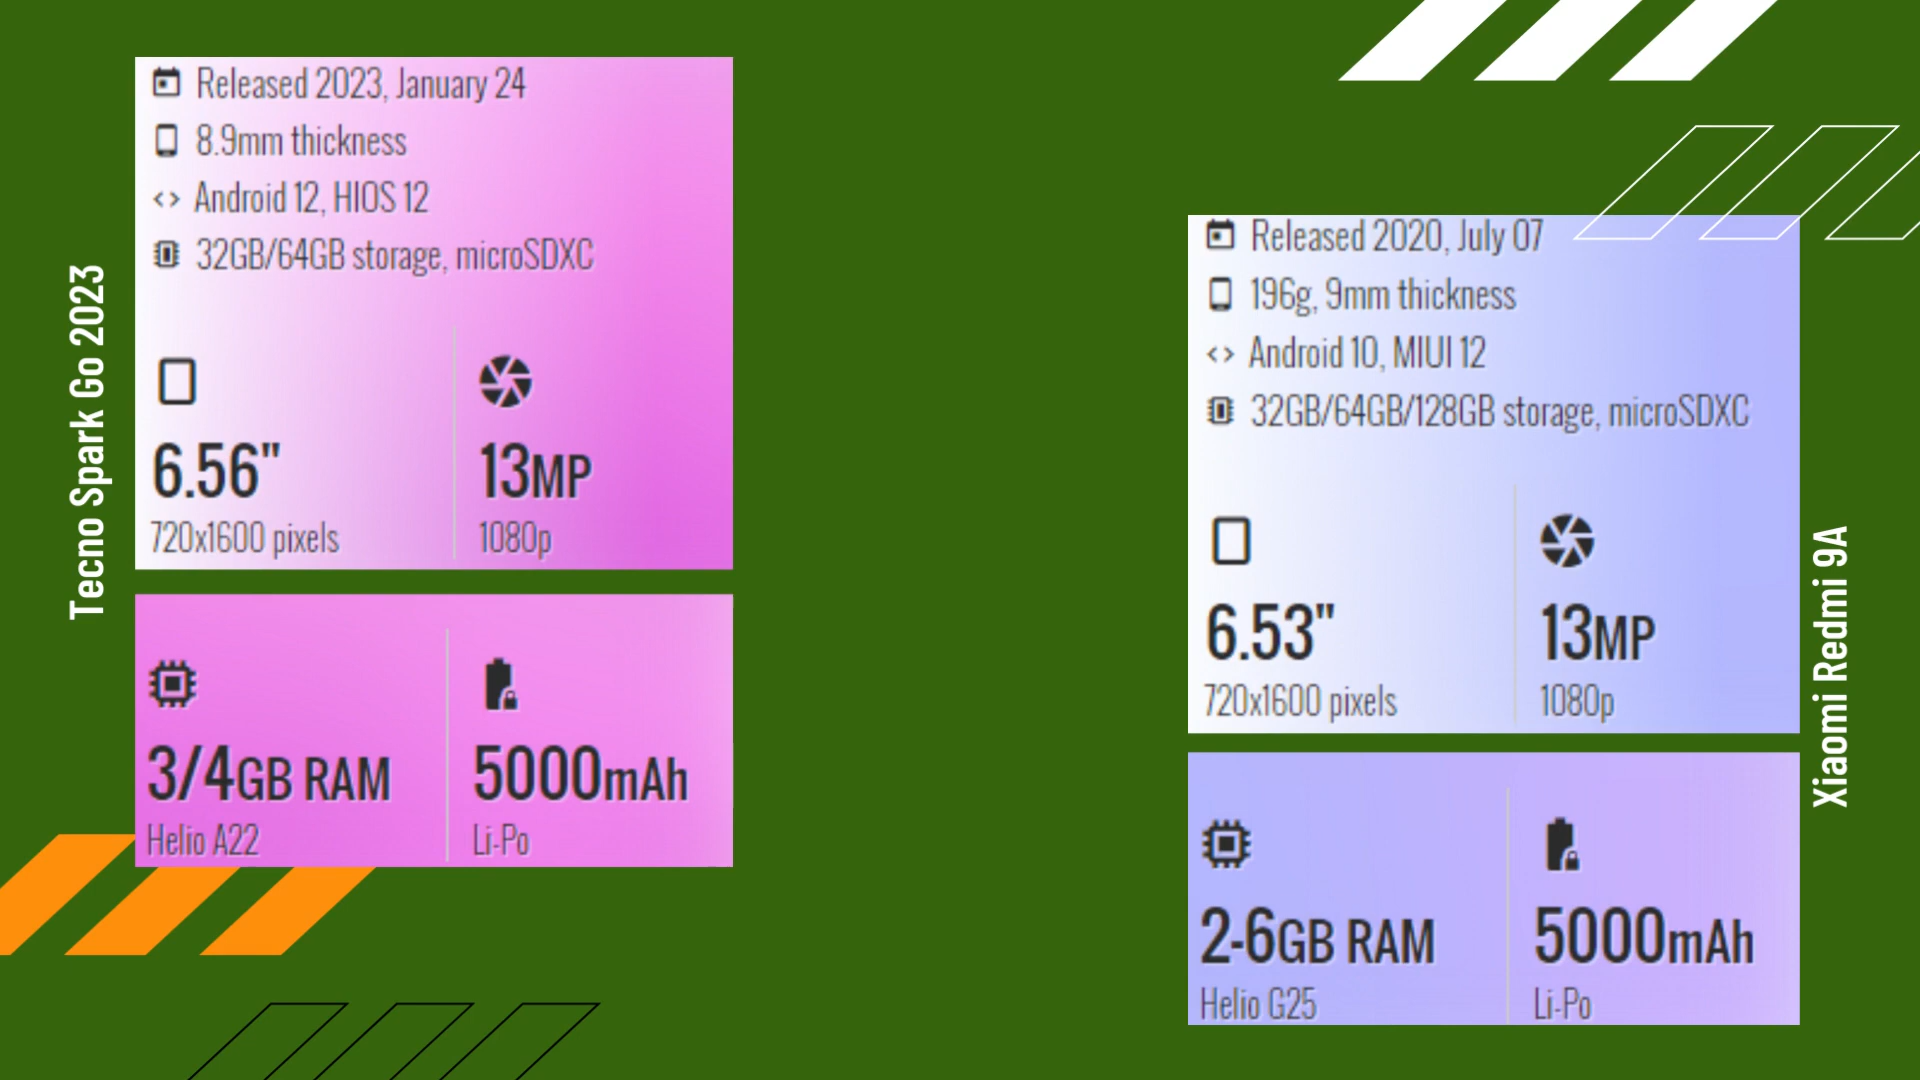 Tecno Spark Go 2023
Released 2023, January 24
8.9mm thickness
Android 12, HIOS 12
32GB/64GB storage, microSDXC
6.56"
720x1600 pixels
13MP
1080p
3/4GB RAM
Helio A22
5000mAh
Li-Po
Xiaomi Redmi 9A
Released 2020, July 07
196g, 9mm thickness
Android 10, MIUI 12
32GB/64GB/128GB storage, microSDXC
6.53"
720x1600 pixels
13MP
1080p
2-6GB RAM
Helio G25
5000mAh
Li-Po